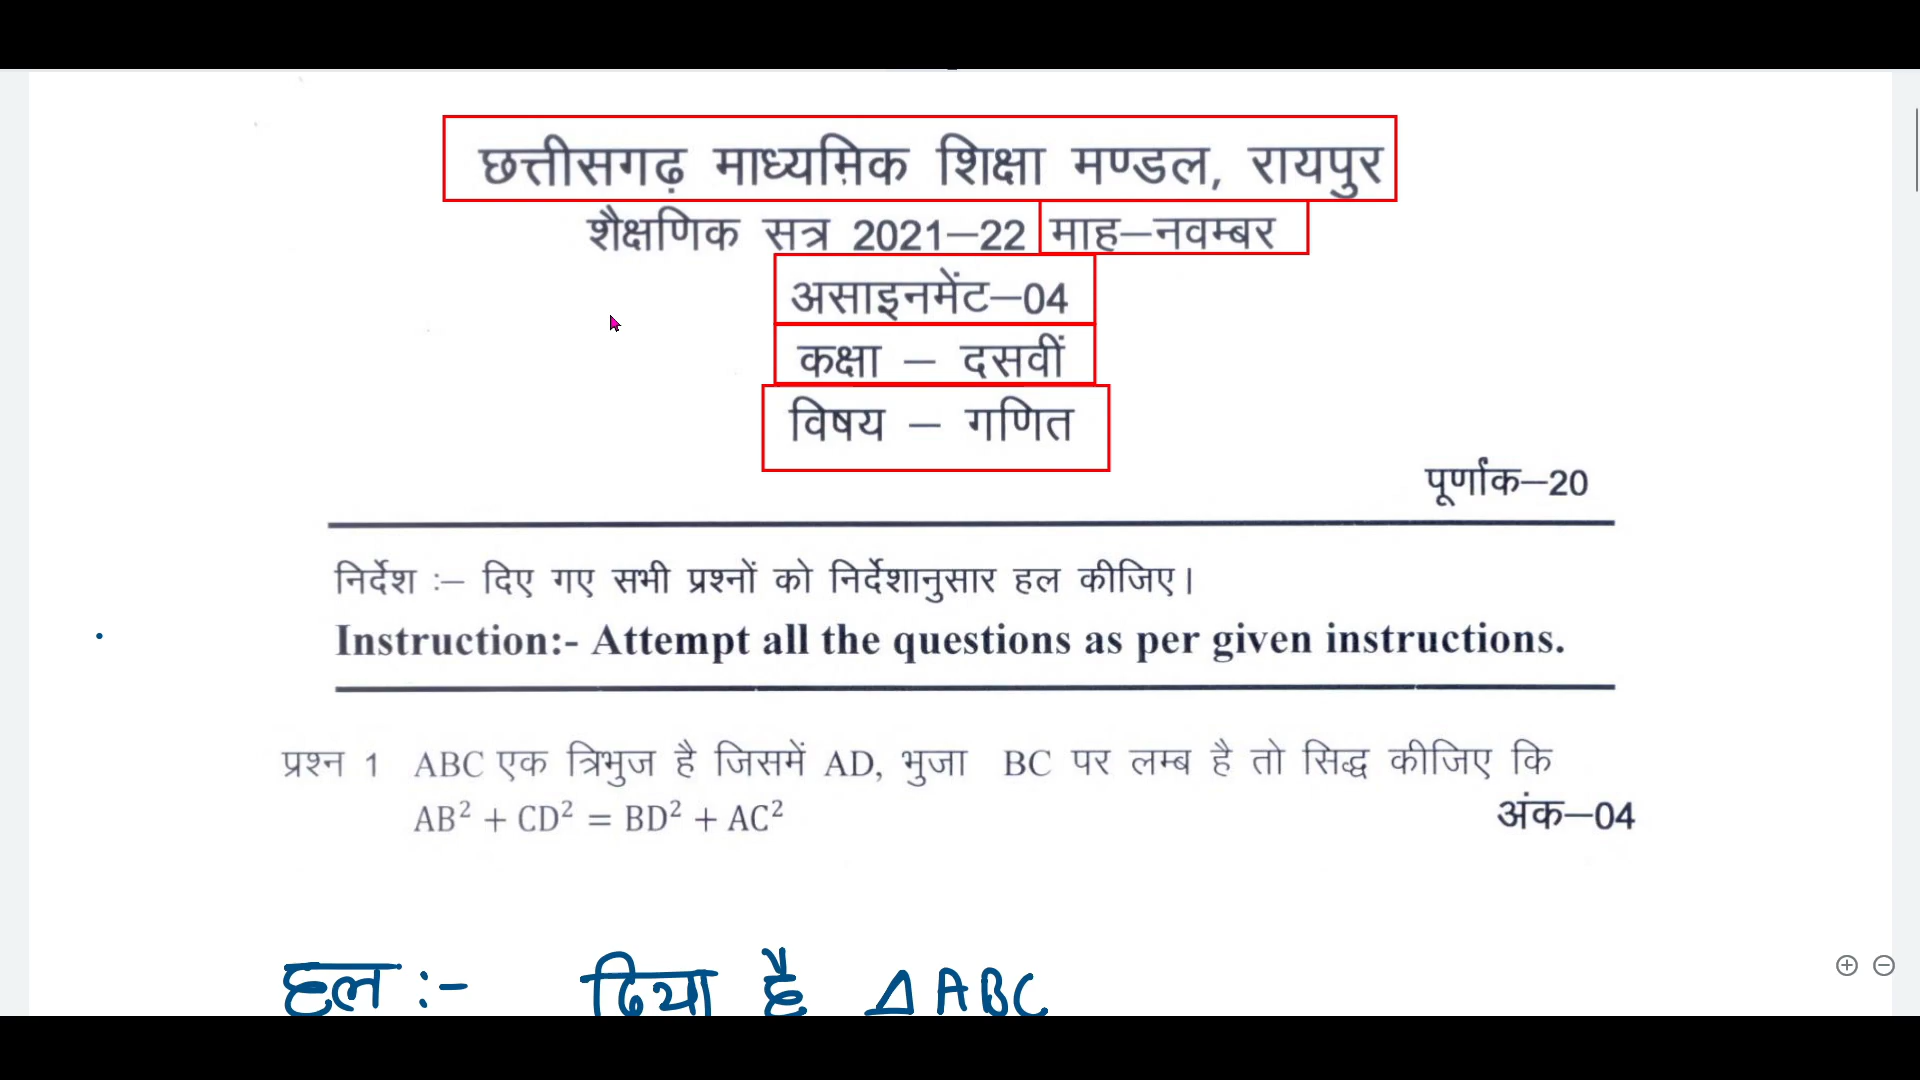 छत्तीसगढ़ माध्यमिक शिक्षा मण्डल, रायपुर
शैक्षणिक सत्र 2021–22 माह–नवम्बर
असाइनमेंट–04
कक्षा – दसवीं
विषय – गणित
पूर्णांक–20
निर्देश :– दिए गए सभी प्रश्नों को निर्देशानुसार हल कीजिए।
Instruction:- Attempt all the questions as per given instructions.
प्रश्न 1 ABC एक त्रिभुज है जिसमें AD, भुजा BC पर लम्ब है तो सिद्ध कीजिए कि
AB² + CD² = BD² + AC² अंक–04
हल :- दिया है △ ABC